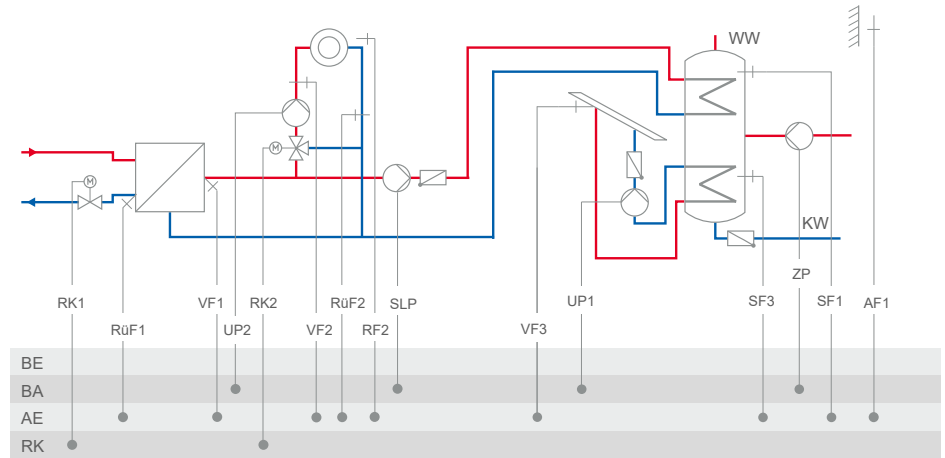 WW
M
M
KW
ZP
RK1
VF1
RK2
RüF2
SLP
UP1
SF3
SF1
AF1
RüF1
UP2
VF2
RF2
VF3
BE
BA
AE
RK